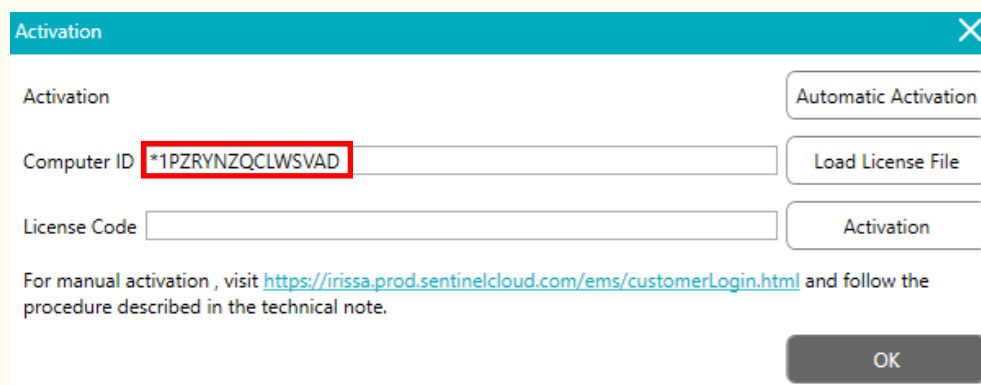 Activation
Activation
Automatic Activation
Computer ID *1PZRYNZQCLWSVAD
Load License File
License Code
Activation
For manual activation , visit https://irissa.prod.sentinelcloud.com/ems/customerLogin.html and follow the
procedure described in the technical note.
OK